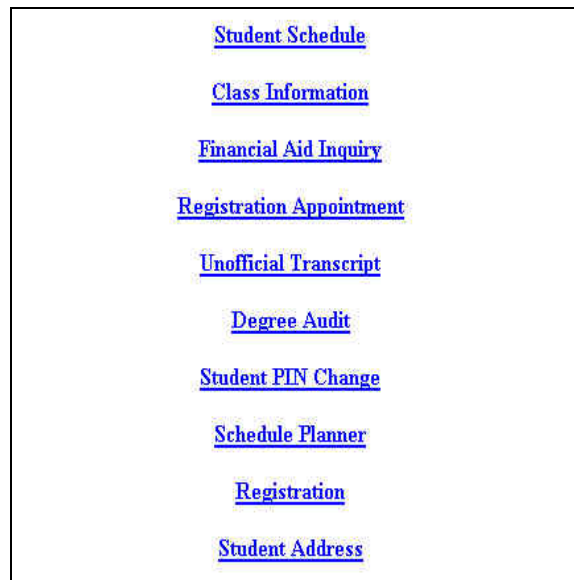 Student Schedule
Class Information
Financial Aid Inquiry
Registration Appointment
Unofficial Transcript
Degree Audit
Student PIN Change
Schedule Planner
Registration
Student Address